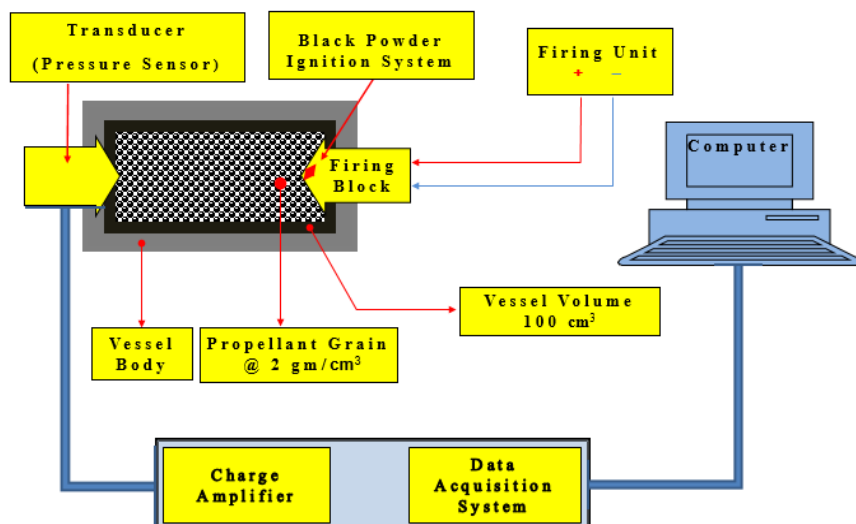 Transducer
(Pressure Sensor)
Black Powder
Ignition System
Firing Unit
+ –
Computer
Firing
Block
Vessel Volume
100 cm³
Vessel
Body
Propellant Grain
@ 2 gm/cm³
Charge
Amplifier
Data
Acquisition
System